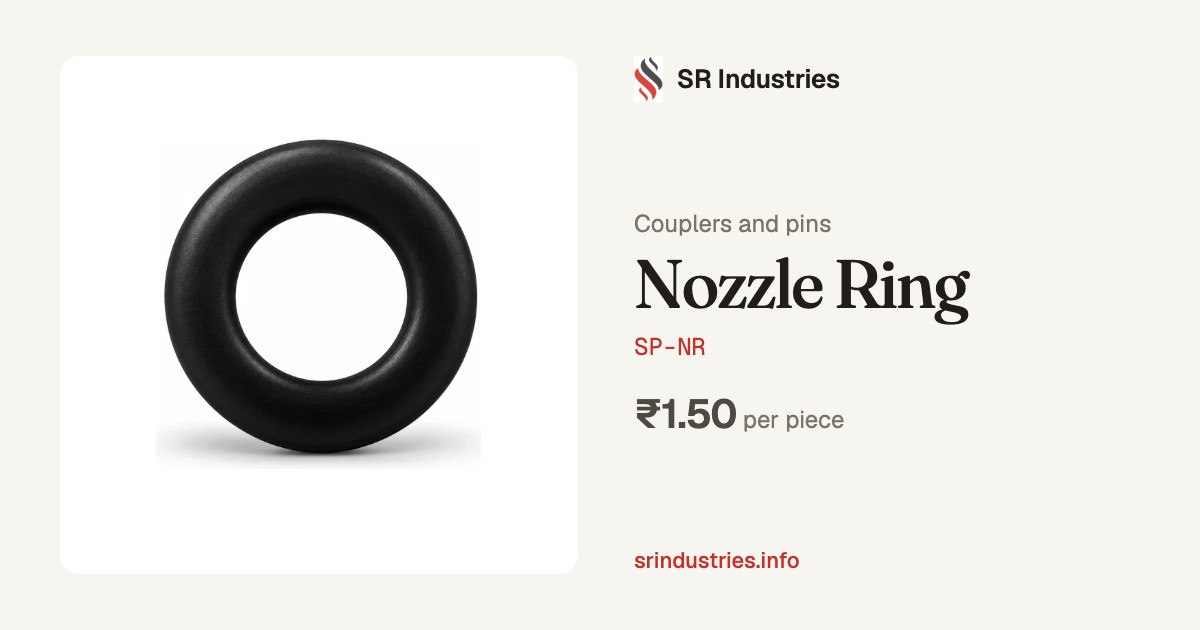 SR Industries
Couplers and pins
Nozzle Ring
SP-NR
₹1.50 per piece
srindustries.info